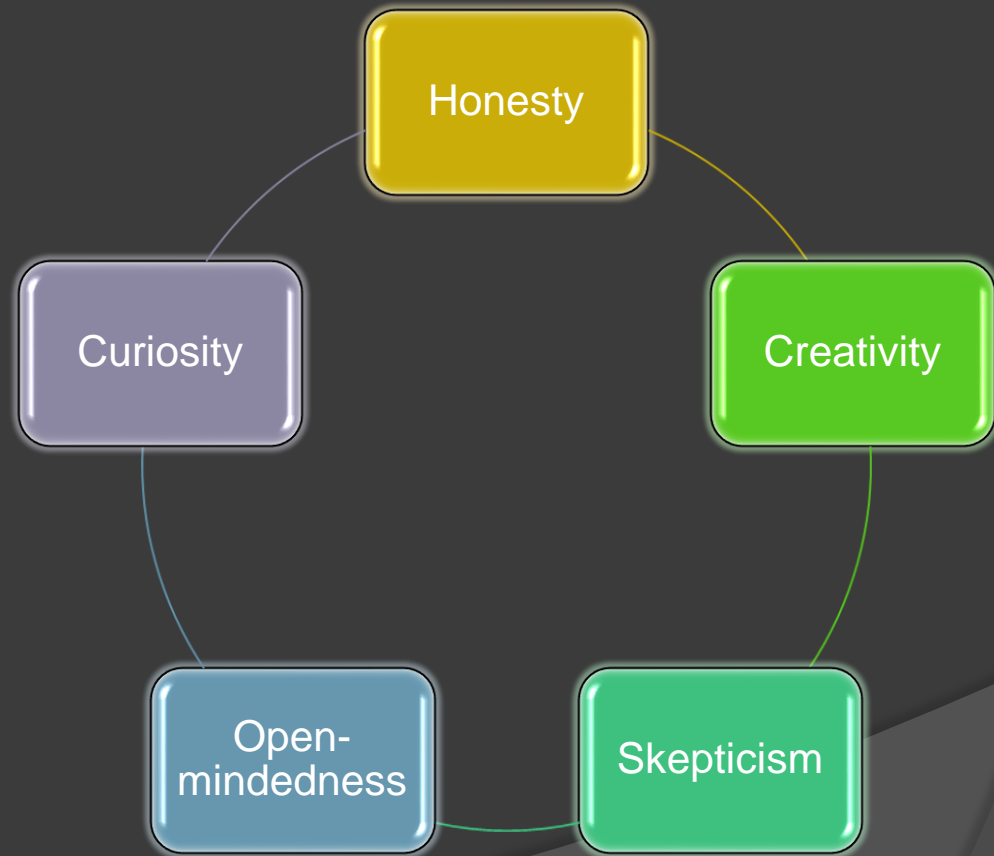 Honesty
Curiosity
Creativity
Open-
mindedness
Skepticism